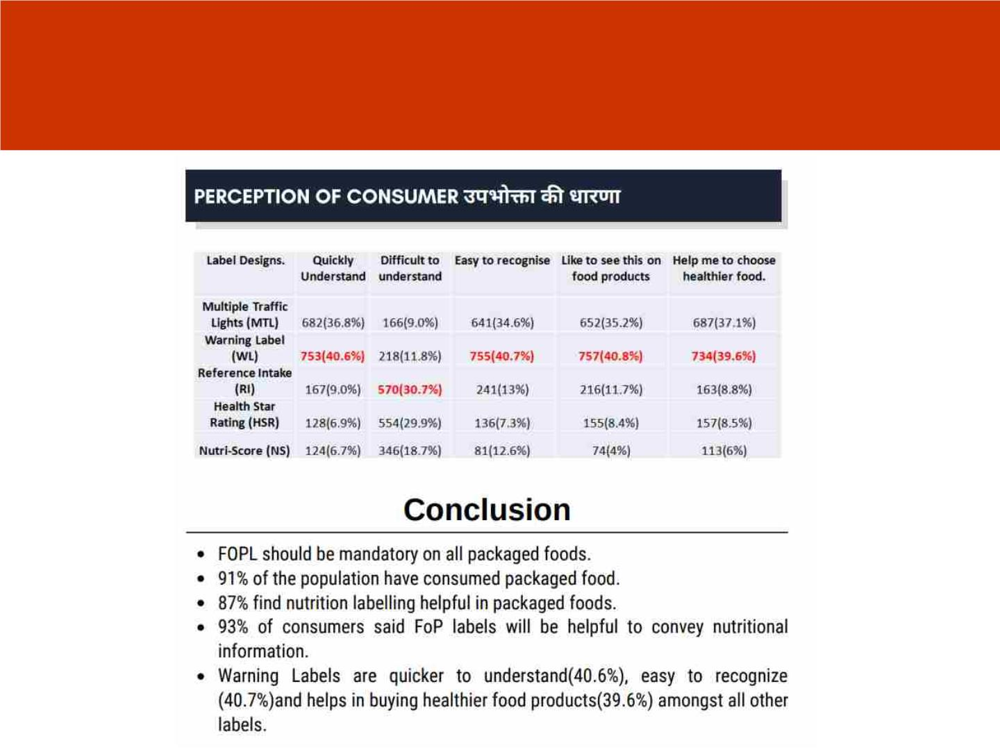 PERCEPTION OF CONSUMER उपभोक्ता की धारणा
Label Designs. Quickly Understand Difficult to understand Easy to recognise Like to see this on food products Help me to choose healthier food.
Multiple Traffic Lights (MTL) 682(36.8%) 166(9.0%) 641(34.6%) 652(35.2%) 687(37.1%)
Warning Label (WL) 753(40.6%) 218(11.8%) 755(40.7%) 757(40.8%) 734(39.6%)
Reference Intake (RI) 167(9.0%) 570(30.7%) 241(13%) 216(11.7%) 163(8.8%)
Health Star Rating (HSR) 128(6.9%) 554(29.9%) 136(7.3%) 155(8.4%) 157(8.5%)
Nutri-Score (NS) 124(6.7%) 346(18.7%) 81(12.6%) 74(4%) 113(6%)
Conclusion
• FOPL should be mandatory on all packaged foods.
• 91% of the population have consumed packaged food.
• 87% find nutrition labelling helpful in packaged foods.
• 93% of consumers said FoP labels will be helpful to convey nutritional
information.
• Warning Labels are quicker to understand(40.6%), easy to recognize
(40.7%)and helps in buying healthier food products(39.6%) amongst all other
labels.